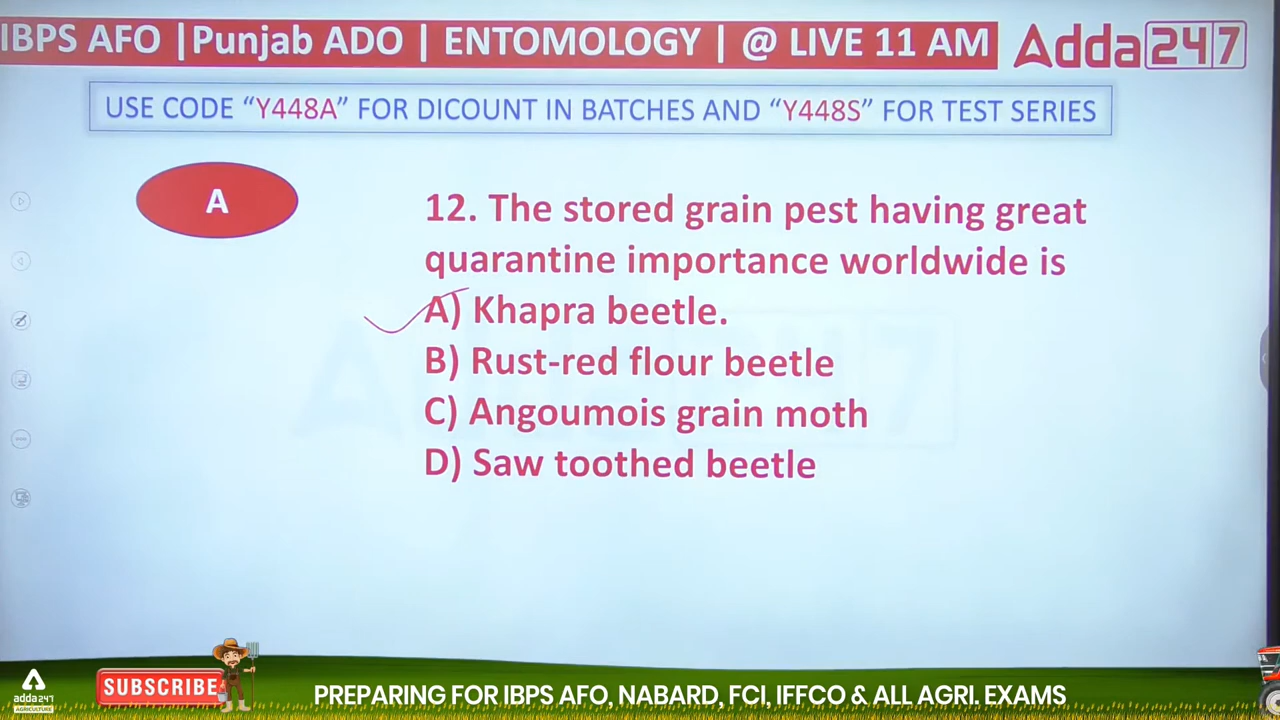 IBPS AFO |Punjab ADO | ENTOMOLOGY | @ LIVE 11 AM
Adda247
USE CODE “Y448A” FOR DICOUNT IN BATCHES AND “Y448S” FOR TEST SERIES
A
12. The stored grain pest having great
quarantine importance worldwide is
A) Khapra beetle.
B) Rust-red flour beetle
C) Angoumois grain moth
D) Saw toothed beetle
adda247
AGRICULTURE
SUBSCRIBE
PREPARING FOR IBPS AFO, NABARD, FCI, IFFCO & ALL AGRI. EXAMS